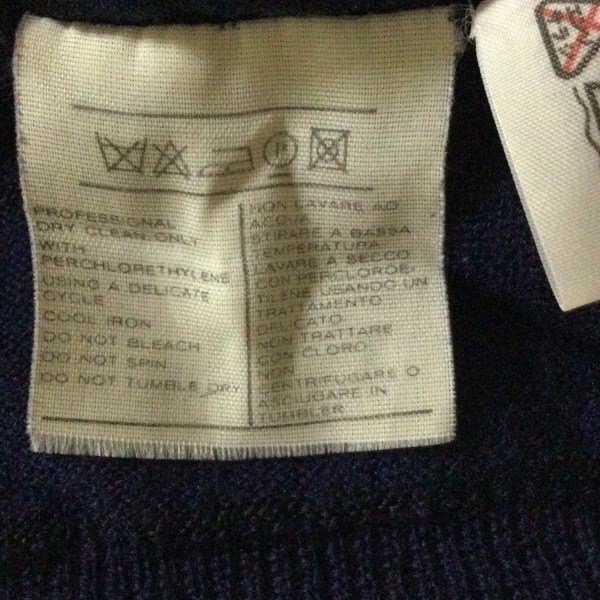 PROFESSIONAL
DRY CLEAN ONLY
WITH
PERCHLORETHYLENE
USING A DELICATE
CYCLE
COOL IRON
DO NOT BLEACH
DO NOT SPIN
DO NOT TUMBLE DRY
NON LAVARE AD
ACQUA
STIRARE A BASSA
TEMPERATURA
LAVARE A SECCO
CON PERCLOROE-
TILENE USANDO UN
TRATTAMENTO
DELICATO
NON TRATTARE
CON CLORO
NON
CENTRIFUGARE O
ASCIUGARE IN
TUMBLER